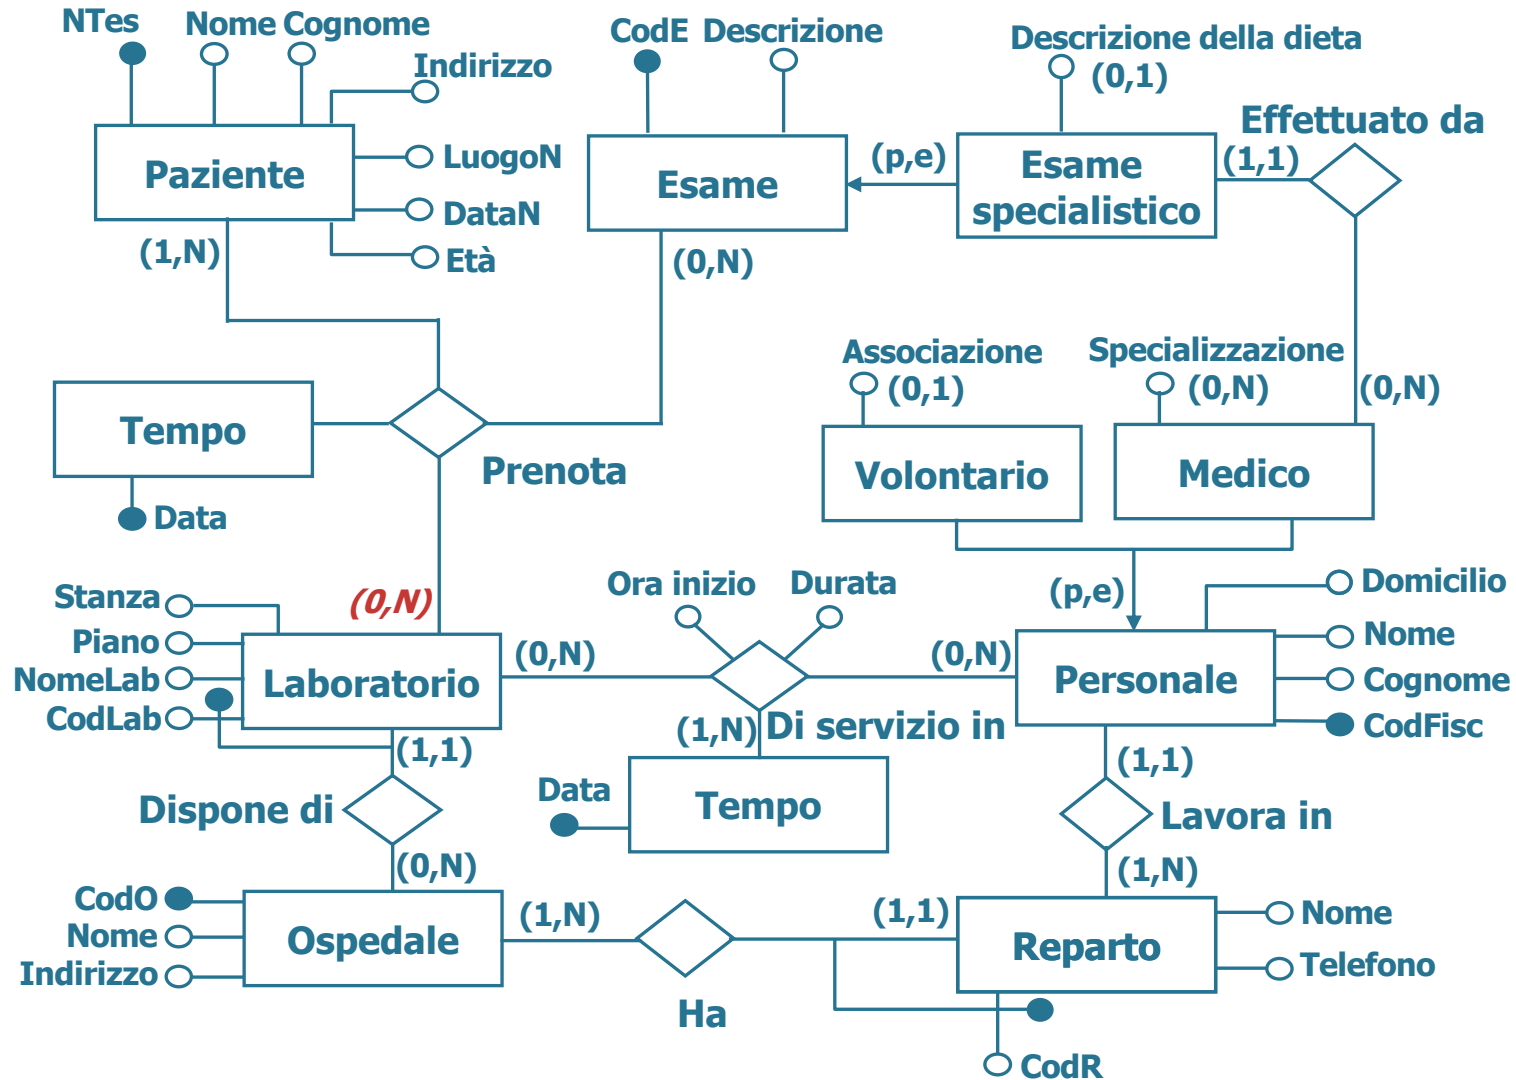 NTes
Nome Cognome
Indirizzo
Paziente
LuogoN
DataN
Età
(1,N)
CodE Descrizione
Esame
(0,N)
(p,e)
Descrizione della dieta
(0,1)
Esame
specialistico
(1,1)
Effettuato da
(0,N)
Tempo
Data
Prenota
Associazione
(0,1)
Volontario
Specializzazione
(0,N)
Medico
(p,e)
Stanza
Piano
NomeLab
CodLab
(0,N)
Laboratorio
(0,N)
(1,1)
Ora inizio
Durata
Di servizio in
(0,N)
(1,N)
Data
Tempo
Personale
Domicilio
Nome
Cognome
CodFisc
(1,1)
Lavora in
(1,N)
Dispone di
(0,N)
CodO
Nome
Indirizzo
Ospedale
(1,N)
Ha
(1,1)
Reparto
Nome
Telefono
CodR